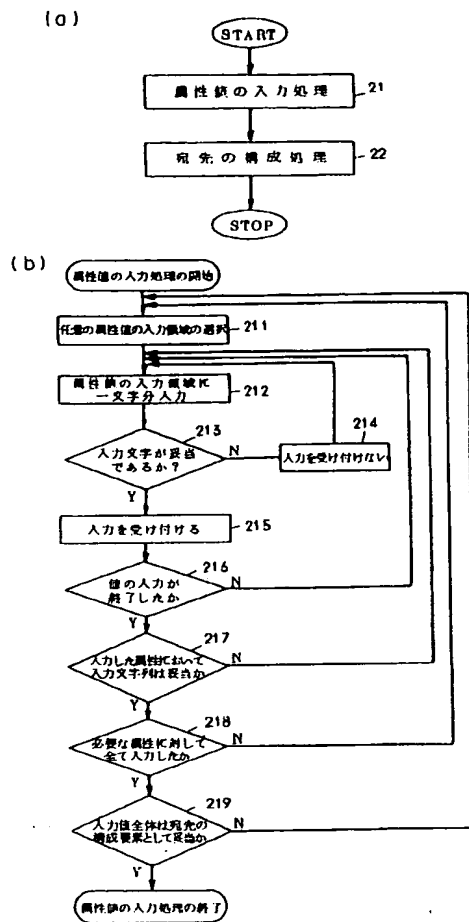 (a)
START
属性値の入力処理
21
宛先の構成処理
22
STOP
(b)
属性値の入力処理の開始
任意の属性値の入力領域の選択
211
属性値の入力領域に
一文字分入力
212
213
入力文字が妥当
であるか?
N
214
入力を受け付けない
Y
入力を受け付ける
215
216
値の入力が
終了したか
N
Y
217
入力した属性において
入力文字列は妥当か
N
Y
218
必要な属性に対して
全て入力したか
N
Y
219
入力値全体は宛先の
構成要素として妥当か
N
Y
属性値の入力処理の終了